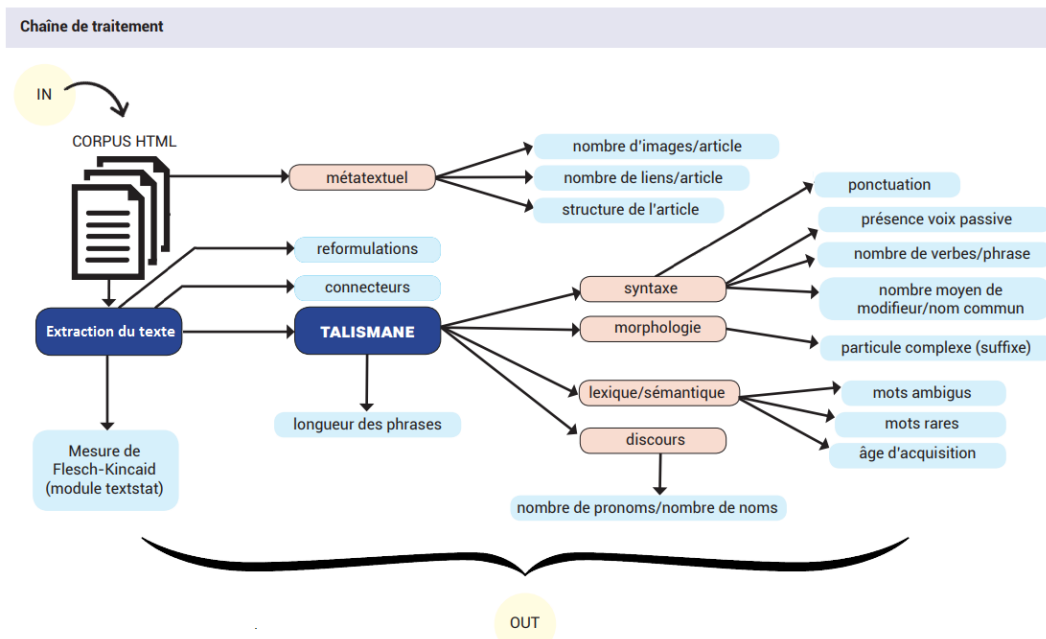 Chaîne de traitement
IN
CORPUS HTML
métatextuel
nombre d'images/article
nombre de liens/article
structure de l'article
reformulations
connecteurs
Extraction du texte
TALISMANE
longueur des phrases
Mesure de
Flesch-Kincaid
(module textstat)
syntaxe
ponctuation
présence voix passive
nombre de verbes/phrase
nombre moyen de
modifieur/nom commun
morphologie
particule complexe (suffixe)
lexique/sémantique
mots ambigus
mots rares
âge d'acquisition
discours
nombre de pronoms/nombre de noms
OUT